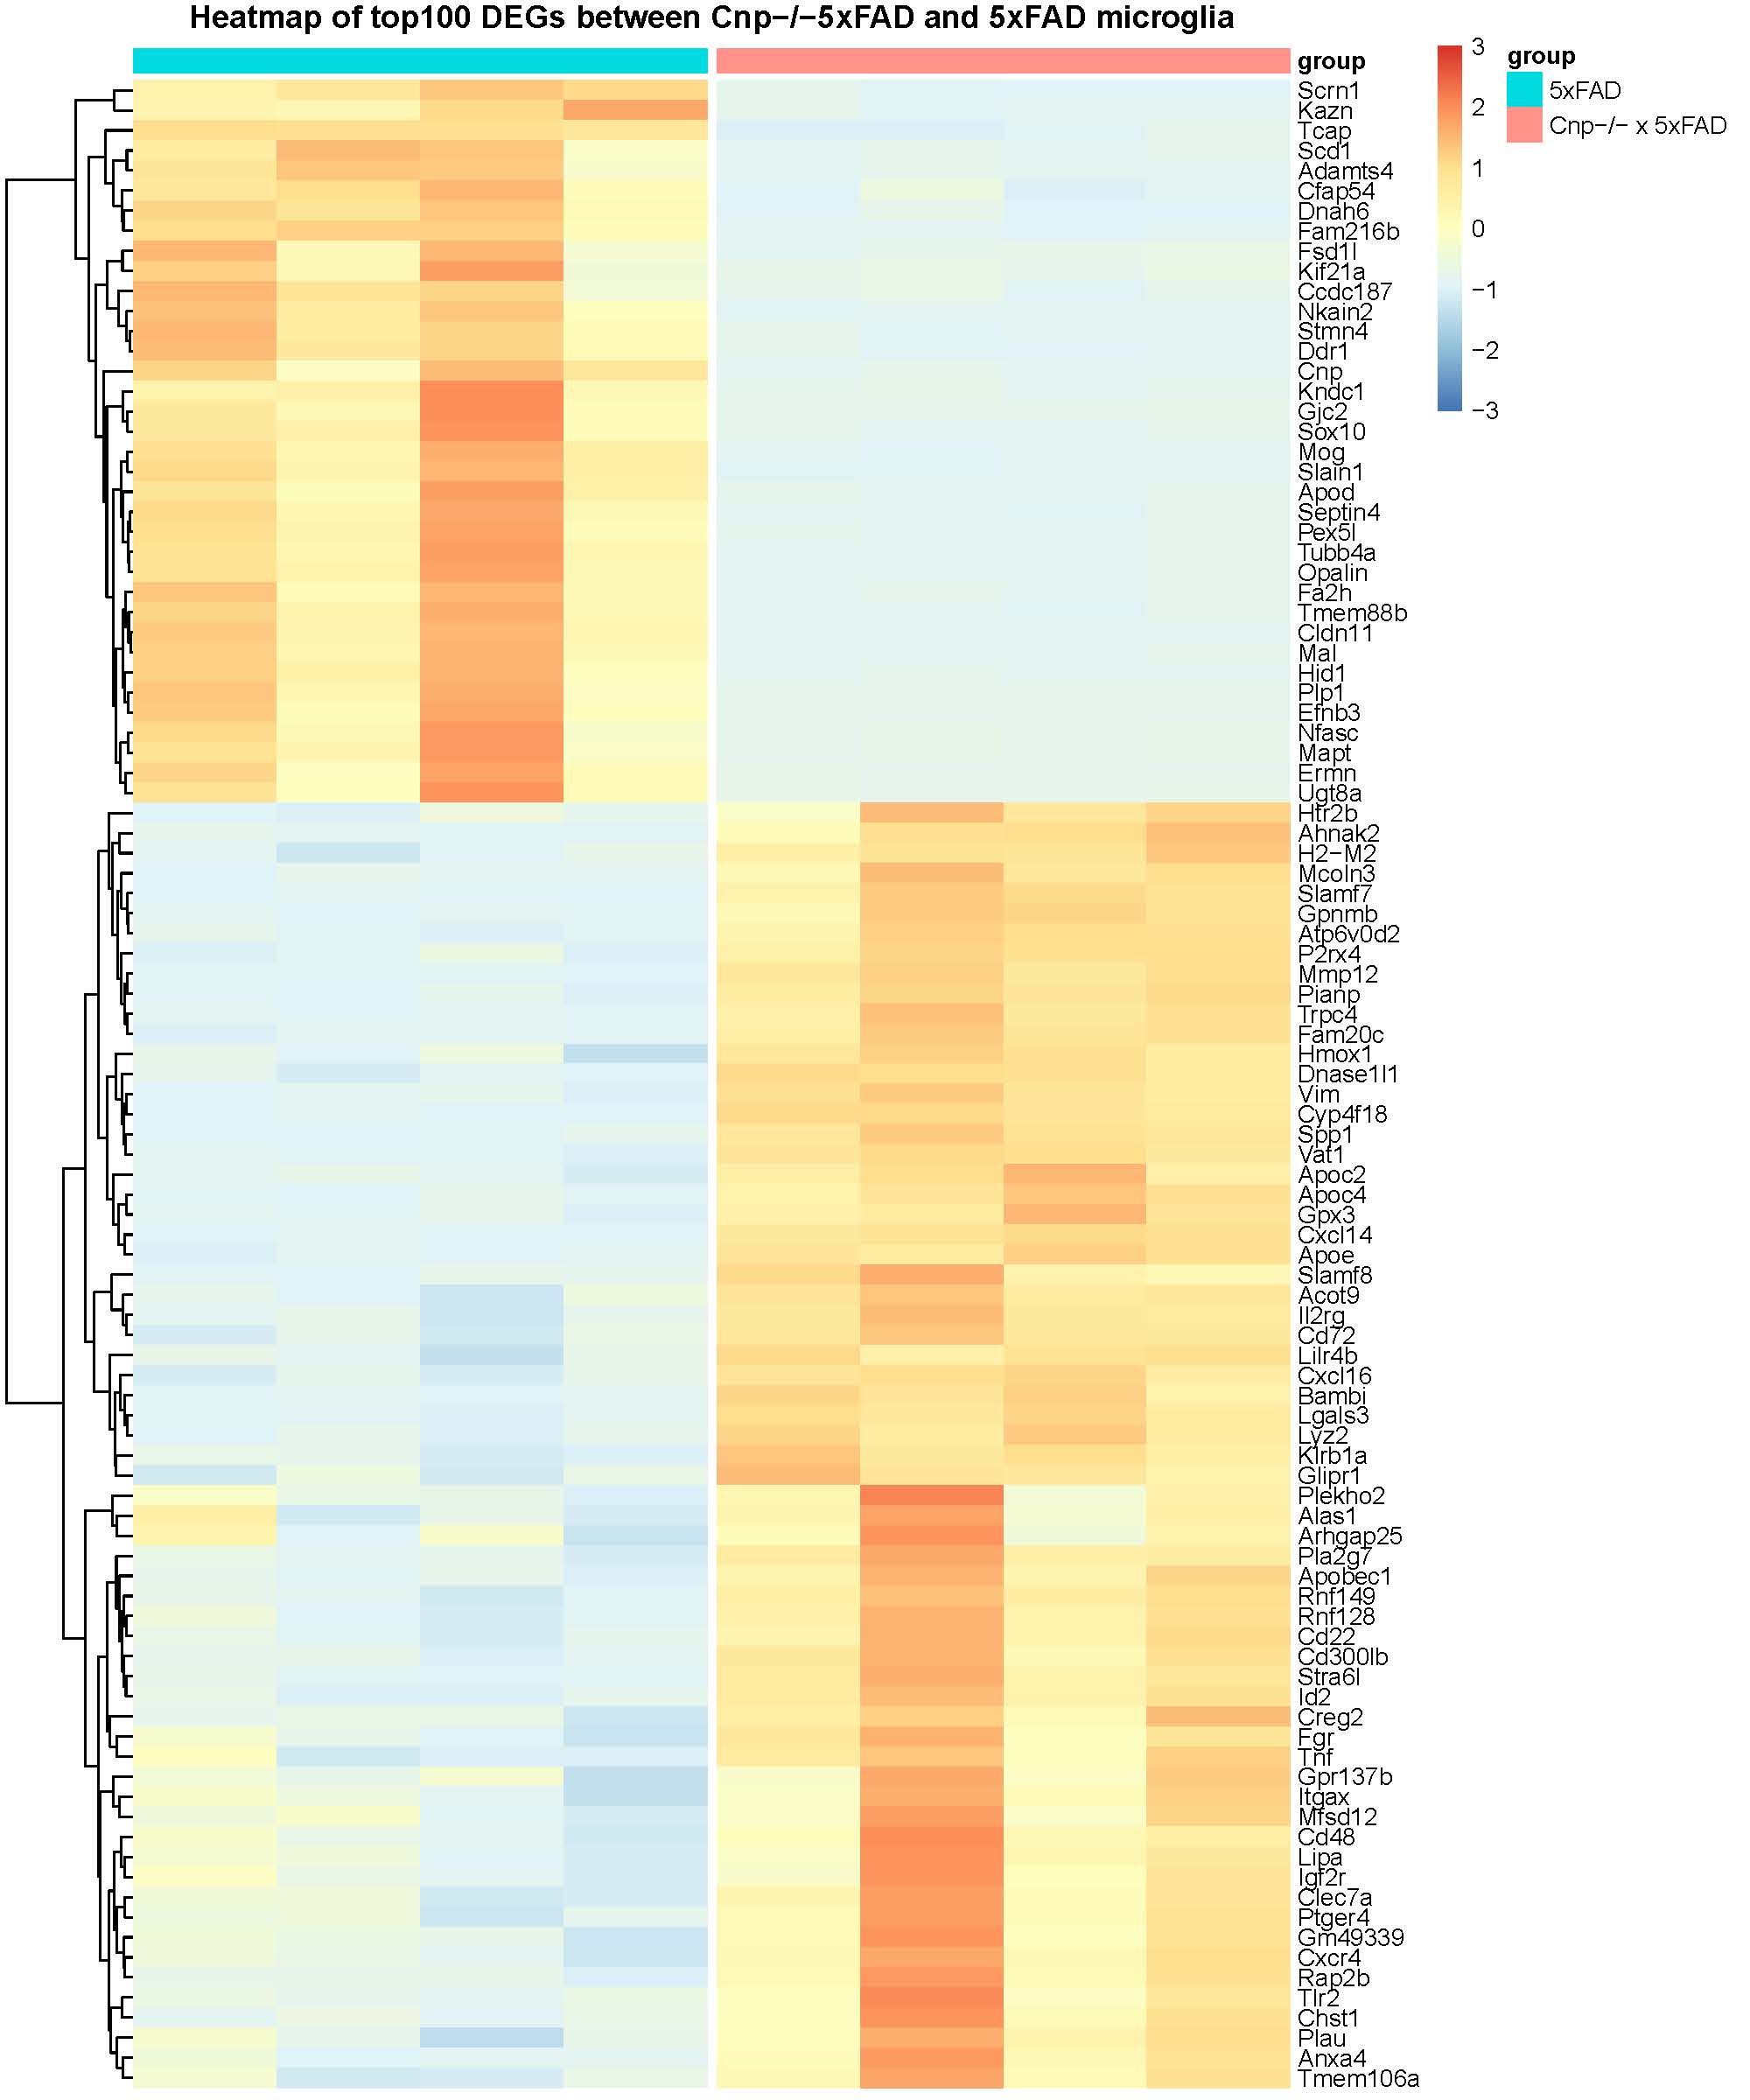 Heatmap of top100 DEGs between Cnp−/−5xFAD and 5xFAD microglia
group
Scrn1
Kazn
Tcap
Scd1
Adamts4
Cfap54
Dnah6
Fam216b
Fsd1l
Kif21a
Ccdc187
Nkain2
Stmn4
Ddr1
Cnp
Kndc1
Gjc2
Sox10
Mog
Slain1
Apod
Septin4
Pex5l
Tubb4a
Opalin
Fa2h
Tmem88b
Cldn11
Mal
Hid1
Plp1
Efnb3
Nfasc
Mapt
Ermn
Ugt8a
Htr2b
Ahnak2
H2−M2
Mcoln3
Slamf7
Gpnmb
Atp6v0d2
P2rx4
Mmp12
Pianp
Trpc4
Fam20c
Hmox1
Dnase1l1
Vim
Cyp4f18
Spp1
Vat1
Apoc2
Apoc4
Gpx3
Cxcl14
Apoe
Slamf8
Acot9
Il2rg
Cd72
Lilr4b
Cxcl16
Bambi
Lgals3
Lyz2
Klrb1a
Glipr1
Plekho2
Alas1
Arhgap25
Pla2g7
Apobec1
Rnf149
Rnf128
Cd22
Cd300lb
Stra6l
Id2
Creg2
Fgr
Tnf
Gpr137b
Itgax
Mfsd12
Cd48
Lipa
Igf2r
Clec7a
Ptger4
Gm49339
Cxcr4
Rap2b
Tlr2
Chst1
Plau
Anxa4
Tmem106a
3
2
1
0
−1
−2
−3
group
5xFAD
Cnp−/− x 5xFAD